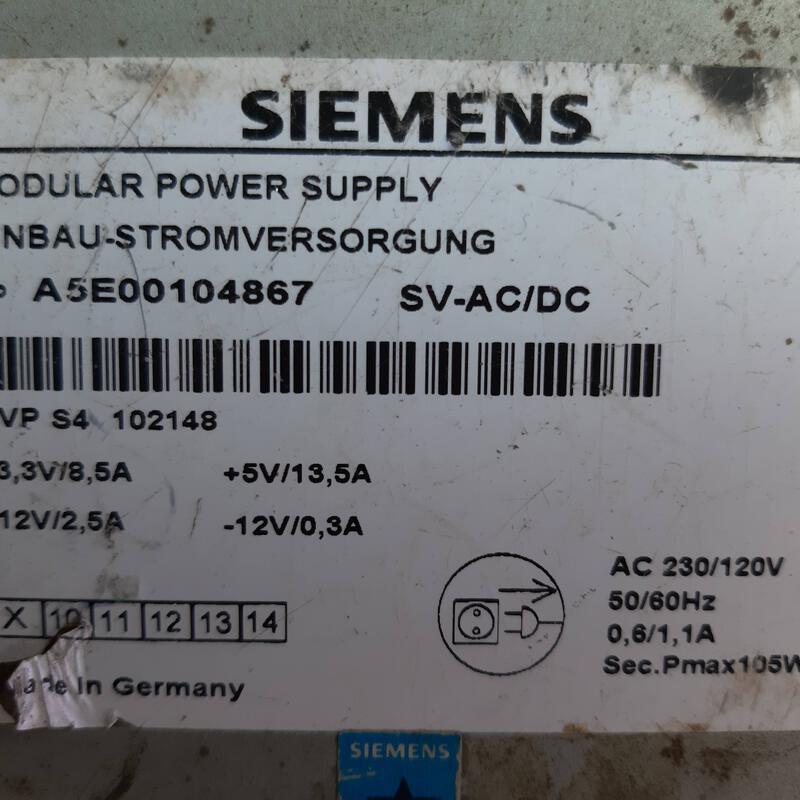 SIEMENS
ODULAR POWER SUPPLY
NBAU-STROMVERSORGUNG
P A5E00104867 SV-AC/DC
VP S4 102148
3,3V/8,5A +5V/13,5A
12V/2,5A -12V/0,3A
AC 230/120V
50/60Hz
0,6/1,1A
Sec.Pmax105W
X 10 11 12 13 14
Made In Germany
SIEMENS